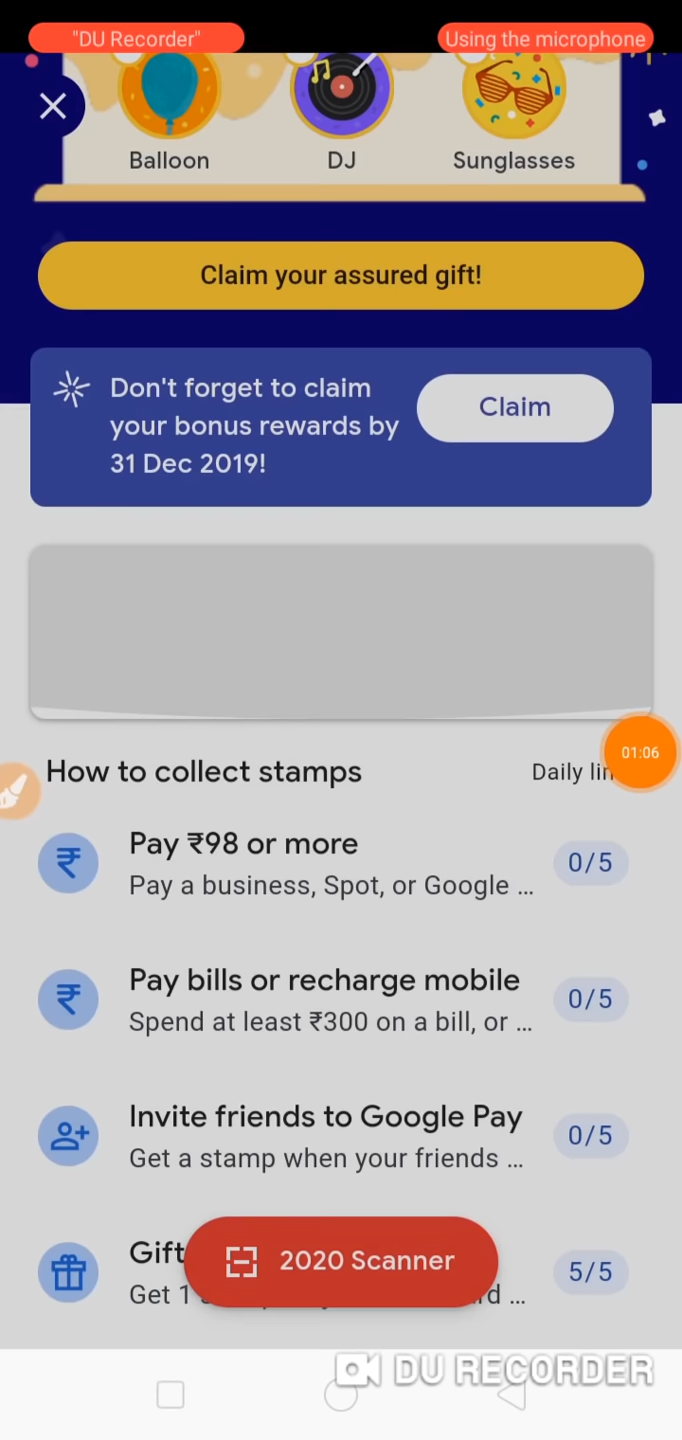 "DU Recorder"
Using the microphone
Balloon
DJ
Sunglasses
Claim your assured gift!
Don't forget to claim
your bonus rewards by
31 Dec 2019!
Claim
How to collect stamps
Daily
01:06
Pay ₹98 or more
Pay a business, Spot, or Google ...
0/5
Pay bills or recharge mobile
Spend at least ₹300 on a bill, or ...
0/5
Invite friends to Google Pay
Get a stamp when your friends ...
0/5
Gift
Get 1
5/5
2020 Scanner
DU RECORDER